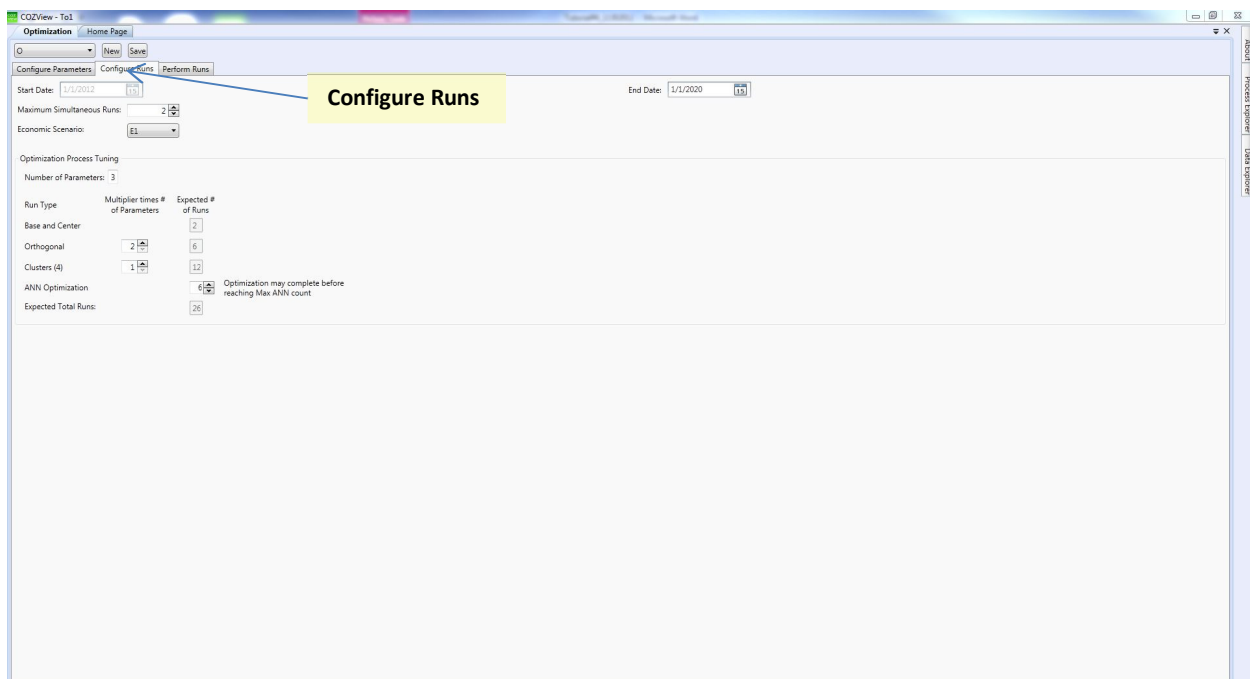 COZView - To1
Optimization Home Page
O New Save
Configure Parameters Configure Runs Perform Runs
Configure Runs
Start Date: 1/1/2012 15 End Date: 1/1/2020 15
Maximum Simultaneous Runs: 2
Economic Scenario: E1
Optimization Process Tuning
Number of Parameters: 3
Run Type Multiplier times # Expected #
of Parameters of Runs
Base and Center 2
Orthogonal 2 6
Clusters (4) 1 12
ANN Optimization 6 Optimization may complete before
reaching Max ANN count
Expected Total Runs: 26
About
Process Explorer
Data Explorer